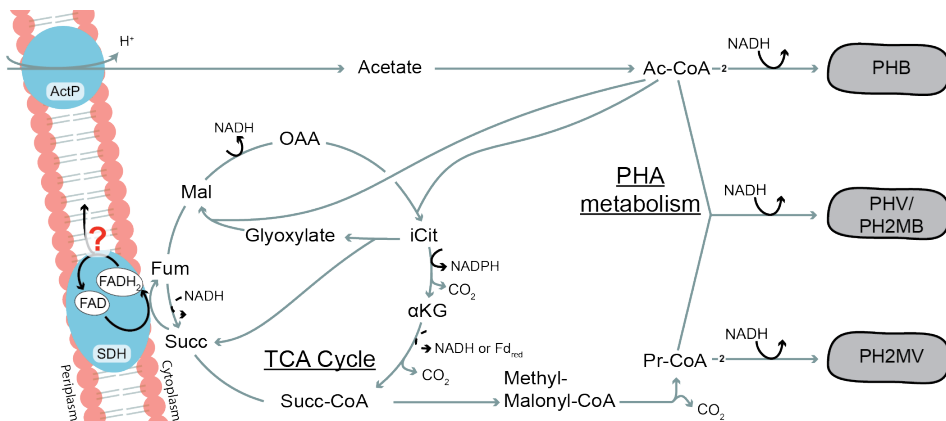 H⁺
ActP
Acetate
Ac-CoA
2
NADH
PHB
NADH
OAA
Mal
PHA
metabolism
NADH
PHV/
PH2MB
Glyoxylate
iCit
?
NADPH
CO₂
Fum
FADH₂
FAD
NADH
αKG
Succ
NADH or Fd_red
CO₂
TCA Cycle
SDH
Periplasm
Cytoplasm
Succ-CoA
Methyl-
Malonyl-CoA
Pr-CoA
2
NADH
PH2MV
CO₂